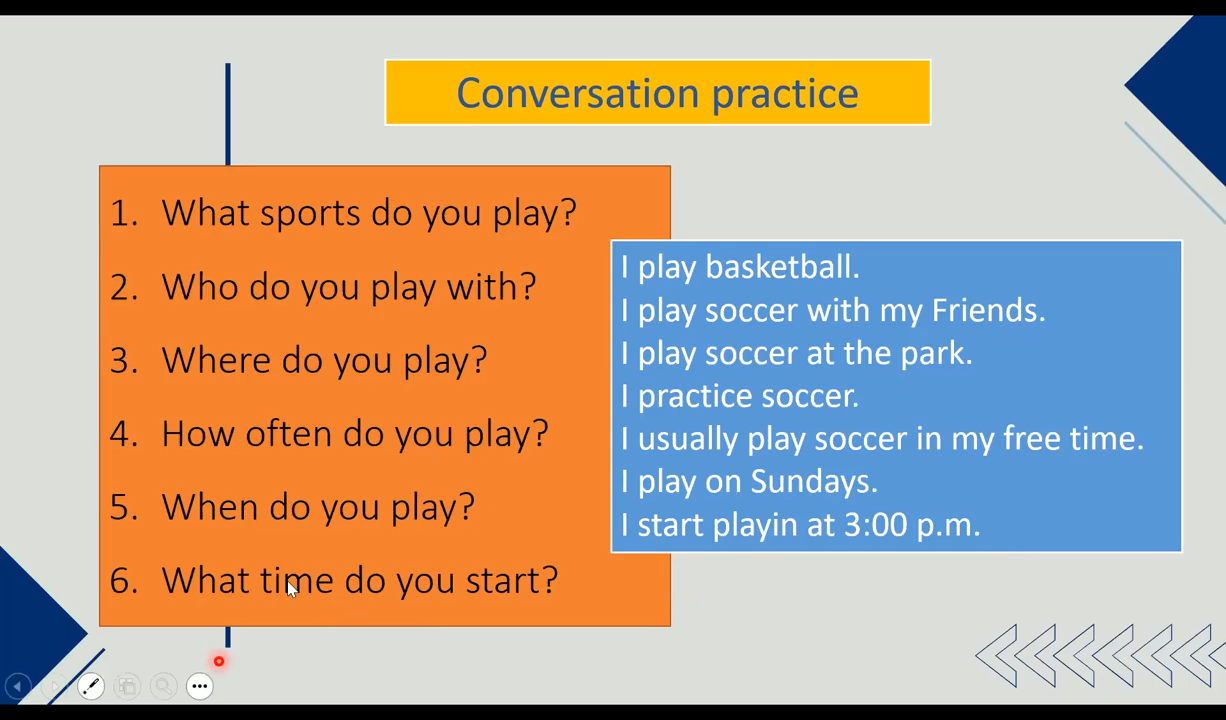 Conversation practice
1. What sports do you play?
2. Who do you play with?
3. Where do you play?
4. How often do you play?
5. When do you play?
6. What time do you start?
I play basketball.
I play soccer with my Friends.
I play soccer at the park.
I practice soccer.
I usually play soccer in my free time.
I play on Sundays.
I start playin at 3:00 p.m.